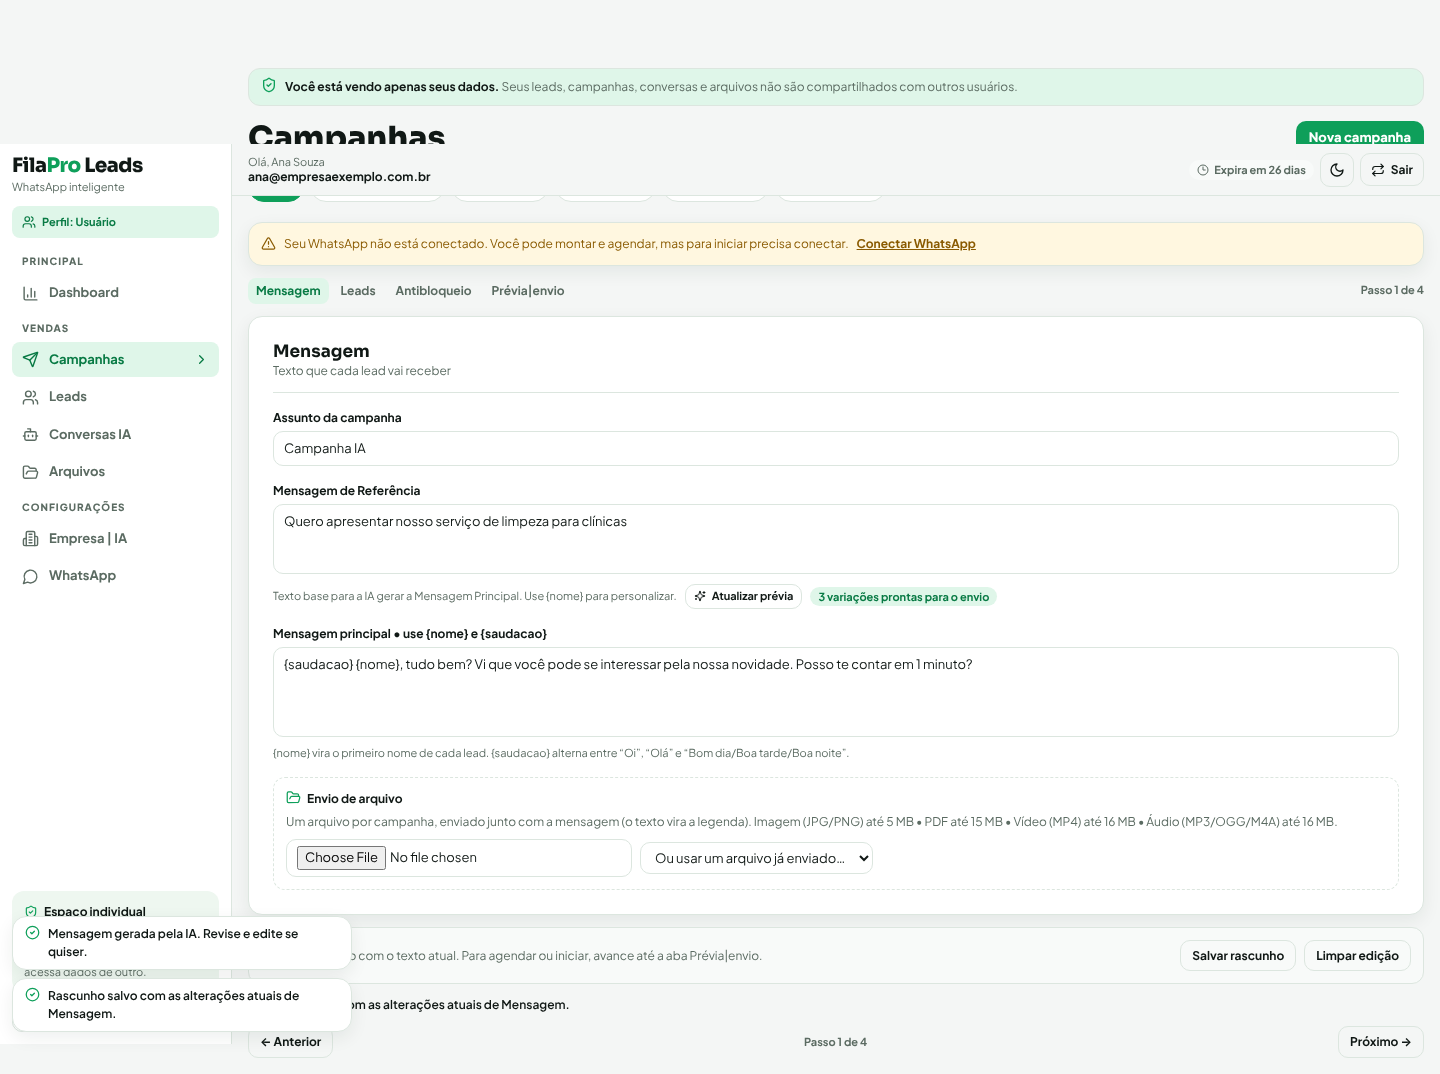 Você está vendo apenas seus dados. Seus leads, campanhas, conversas e arquivos não são compartilhados com outros usuários.
Campanhas
Nova campanha
FilaPro Leads
WhatsApp inteligente
Olá, Ana Souza
ana@empresaexemplo.com.br
Expira em 26 dias
Sair
Perfil: Usuário
PRINCIPAL
Dashboard
VENDAS
Campanhas
Leads
Conversas IA
Arquivos
CONFIGURAÇÕES
Empresa | IA
WhatsApp
Seu WhatsApp não está conectado. Você pode montar e agendar, mas para iniciar precisa conectar. Conectar WhatsApp
Mensagem Leads Antibloqueio Prévia|envio
Passo 1 de 4
Mensagem
Texto que cada lead vai receber
Assunto da campanha
Campanha IA
Mensagem de Referência
Quero apresentar nosso serviço de limpeza para clínicas
Texto base para a IA gerar a Mensagem Principal. Use {nome} para personalizar. Atualizar prévia 3 variações prontas para o envio
Mensagem principal • use {nome} e {saudacao}
{saudacao} {nome}, tudo bem? Vi que você pode se interessar pela nossa novidade. Posso te contar em 1 minuto?
{nome} vira o primeiro nome de cada lead. {saudacao} alterna entre “Oi”, “Olá” e “Bom dia/Boa tarde/Boa noite”.
Envio de arquivo
Um arquivo por campanha, enviado junto com a mensagem (o texto vira a legenda). Imagem (JPG/PNG) até 5 MB • PDF até 15 MB • Vídeo (MP4) até 16 MB • Áudio (MP3/OGG/M4A) até 16 MB.
Choose File No file chosen
Ou usar um arquivo já enviado…
Espaço individual
acessa dados de outro.
Mensagem gerada pela IA. Revise e edite se
quiser.
Rascunho salvo com as alterações atuais de
Mensagem.
com o texto atual. Para agendar ou iniciar, avance até a aba Prévia|envio.
Salvar rascunho
Limpar edição
as alterações atuais de Mensagem.
← Anterior
Passo 1 de 4
Próximo →